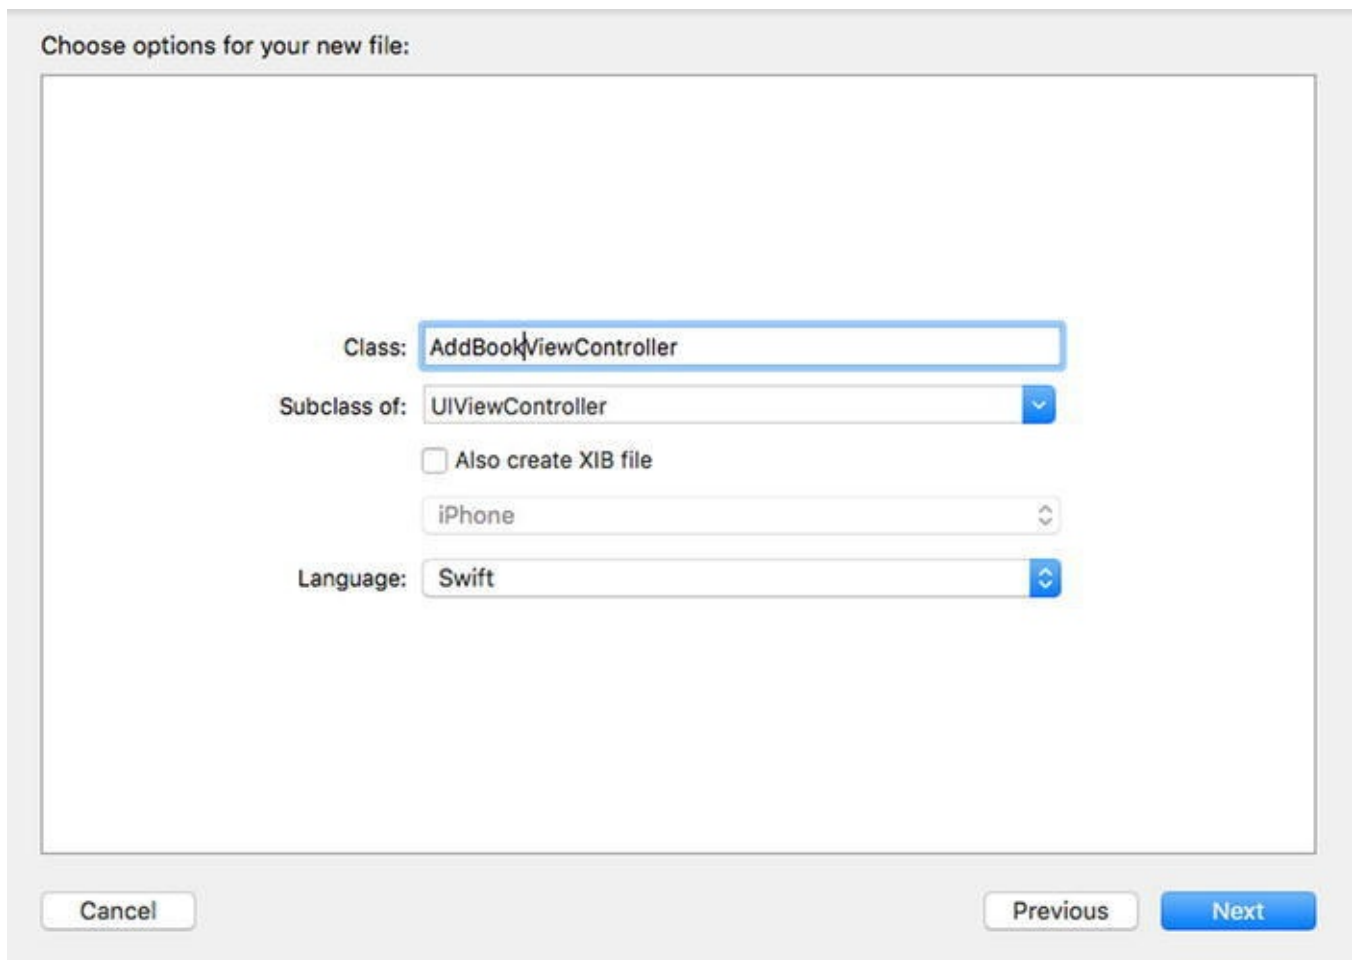 Choose options for your new file:
Class: AddBookViewController
Subclass of: UIViewController
Also create XIB file
iPhone
Language: Swift
Cancel Previous Next